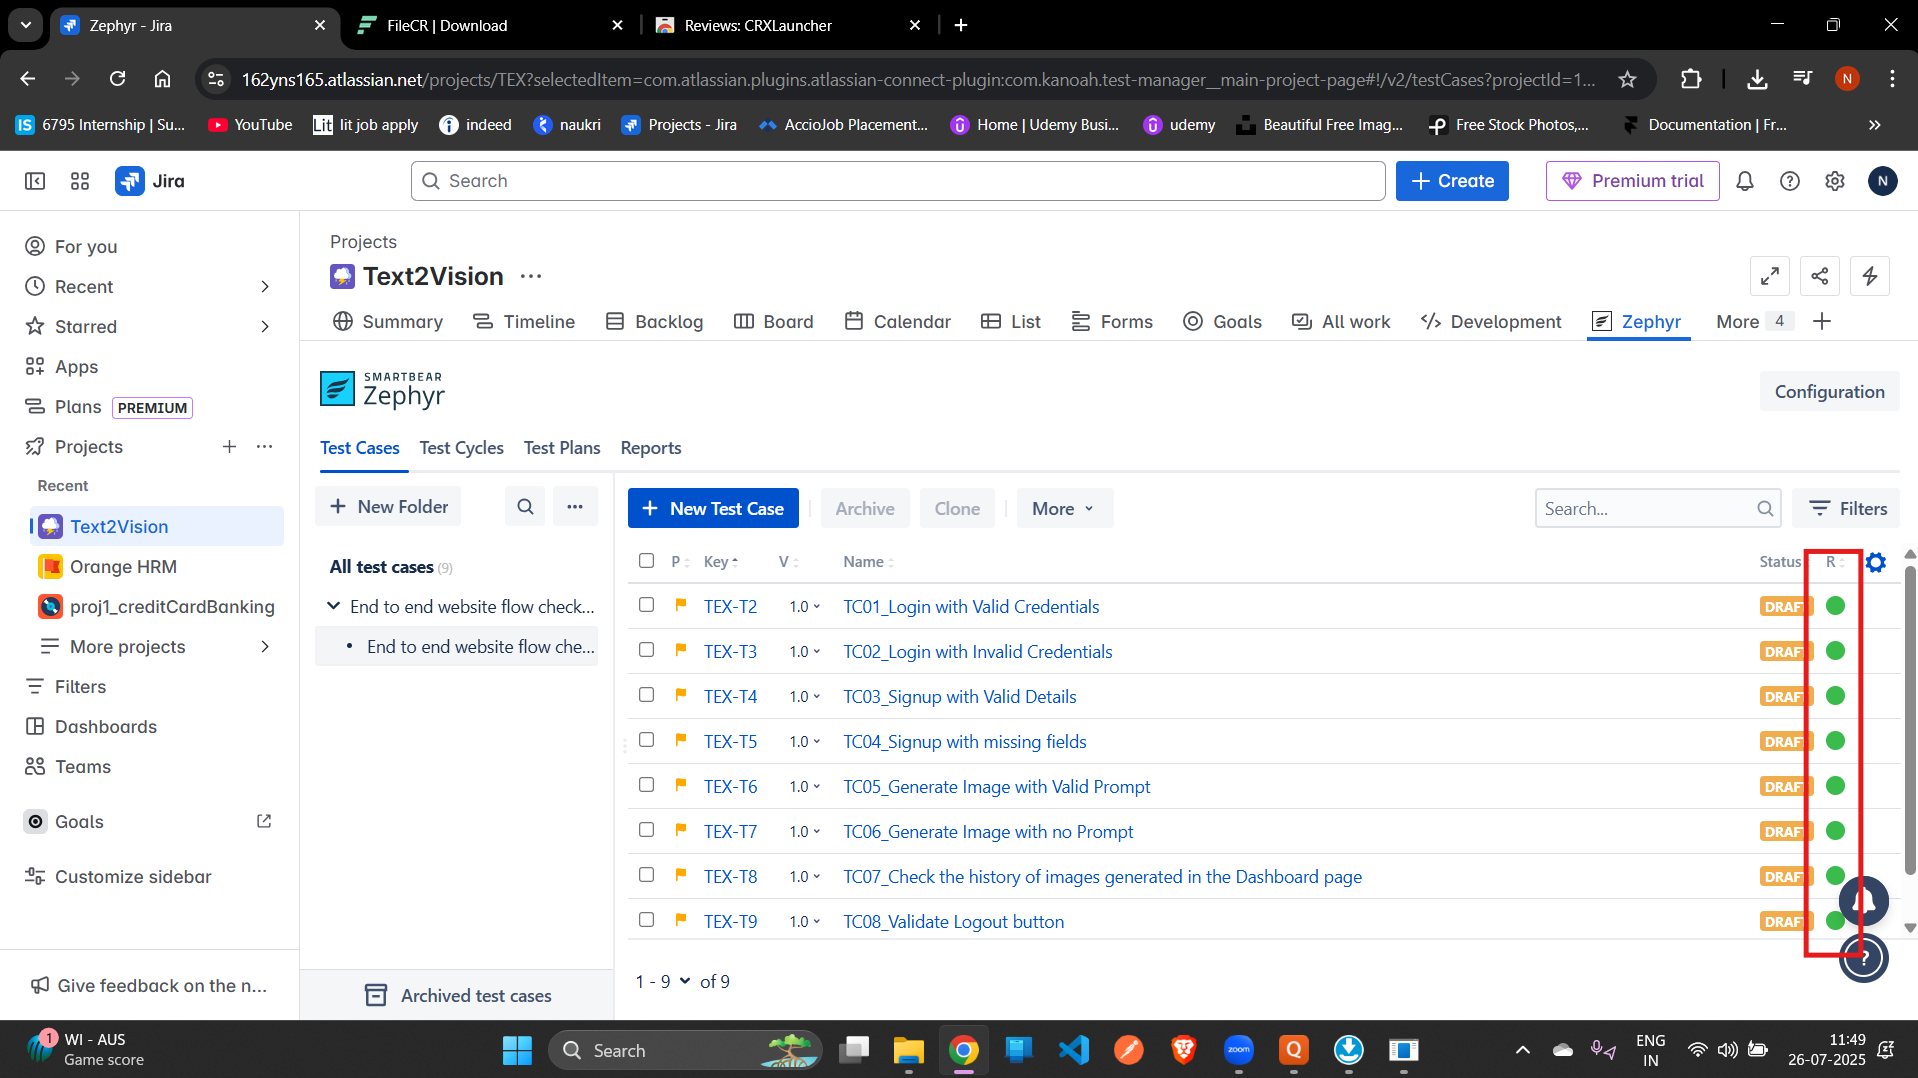 Zephyr - Jira
FileCR | Download
Reviews: CRXLauncher
162yns165.atlassian.net/projects/TEX?selectedItem=com.atlassian.plugins.atlassian-connect-plugin:com.kanoah.test-manager__main-project-page#!/v2/testCases?projectId=1...
N
IS 6795 Internship | Su...
YouTube
Lit lit job apply
indeed
naukri
Projects - Jira
AccioJob Placement...
Home | Udemy Busi...
udemy
Beautiful Free Imag...
Free Stock Photos,...
Documentation | Fr...
Jira
Search
Create
Premium trial
N
For you
Recent
Starred
Apps
Plans PREMIUM
Projects
Recent
Text2Vision
Orange HRM
proj1_creditCardBanking
More projects
Filters
Dashboards
Teams
Goals
Customize sidebar
Give feedback on the n...
Projects
Text2Vision
Summary
Timeline
Backlog
Board
Calendar
List
Forms
Goals
All work
Development
Zephyr
More 4
SMARTBEAR
Zephyr
Configuration
Test Cases
Test Cycles
Test Plans
Reports
New Folder
New Test Case
Archive
Clone
More
Search...
Filters
All test cases (9)
End to end website flow check...
End to end website flow che...
Archived test cases
P Key V Name Status R
TEX-T2 1.0 TC01_Login with Valid Credentials DRAFT
TEX-T3 1.0 TC02_Login with Invalid Credentials DRAFT
TEX-T4 1.0 TC03_Signup with Valid Details DRAFT
TEX-T5 1.0 TC04_Signup with missing fields DRAFT
TEX-T6 1.0 TC05_Generate Image with Valid Prompt DRAFT
TEX-T7 1.0 TC06_Generate Image with no Prompt DRAFT
TEX-T8 1.0 TC07_Check the history of images generated in the Dashboard page DRAFT
TEX-T9 1.0 TC08_Validate Logout button DRAFT
1 - 9 of 9
1
WI - AUS
Game score
Search
zoom
Q
ENG
IN
11:49
26-07-2025